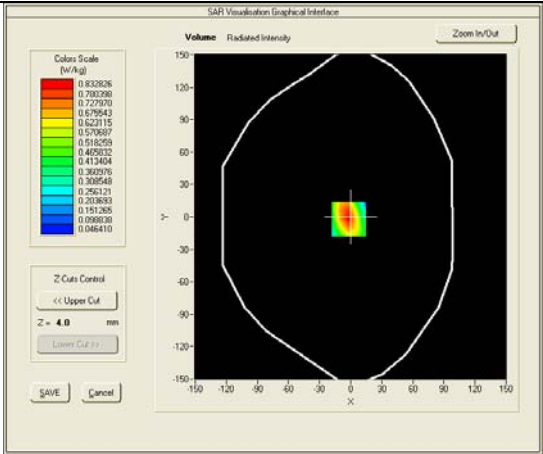 SAR Visualisation Graphical Interface
Volume Radiated Intensity
Zoom In/Out
Colors Scale
(W/kg)
0.832826
0.780398
0.727970
0.675543
0.623115
0.570687
0.518259
0.465832
0.413404
0.360976
0.308548
0.256121
0.203693
0.151265
0.098838
0.046410
Z-Cuts Control
<< Upper Cut
Z = 4.0 mm
Lower Cut >>
SAVE Cancel
150
120
90
60
30
0
-30
-60
-90
-120
-150
Y
-150 -120 -90 -60 -30 0 30 60 90 120 150
X